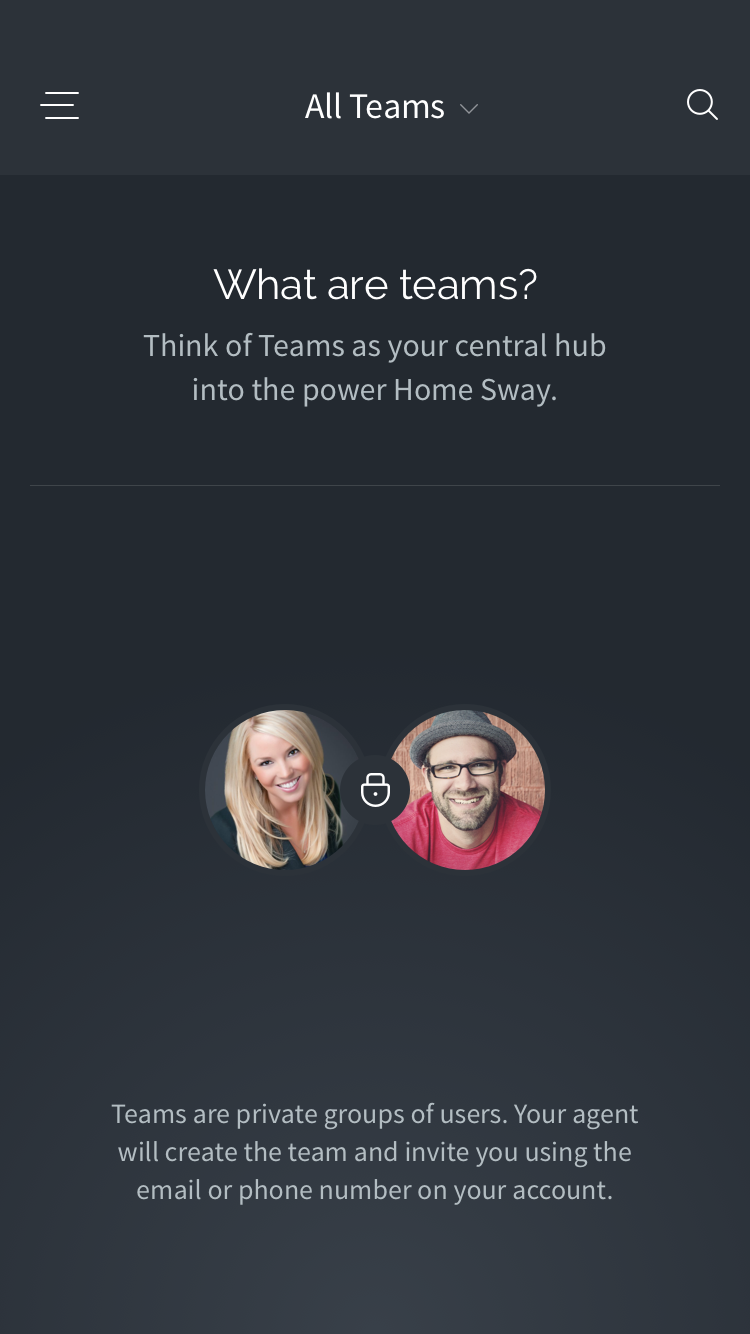 All Teams
What are teams?
Think of Teams as your central hub
into the power Home Sway.
Teams are private groups of users. Your agent
will create the team and invite you using the
email or phone number on your account.